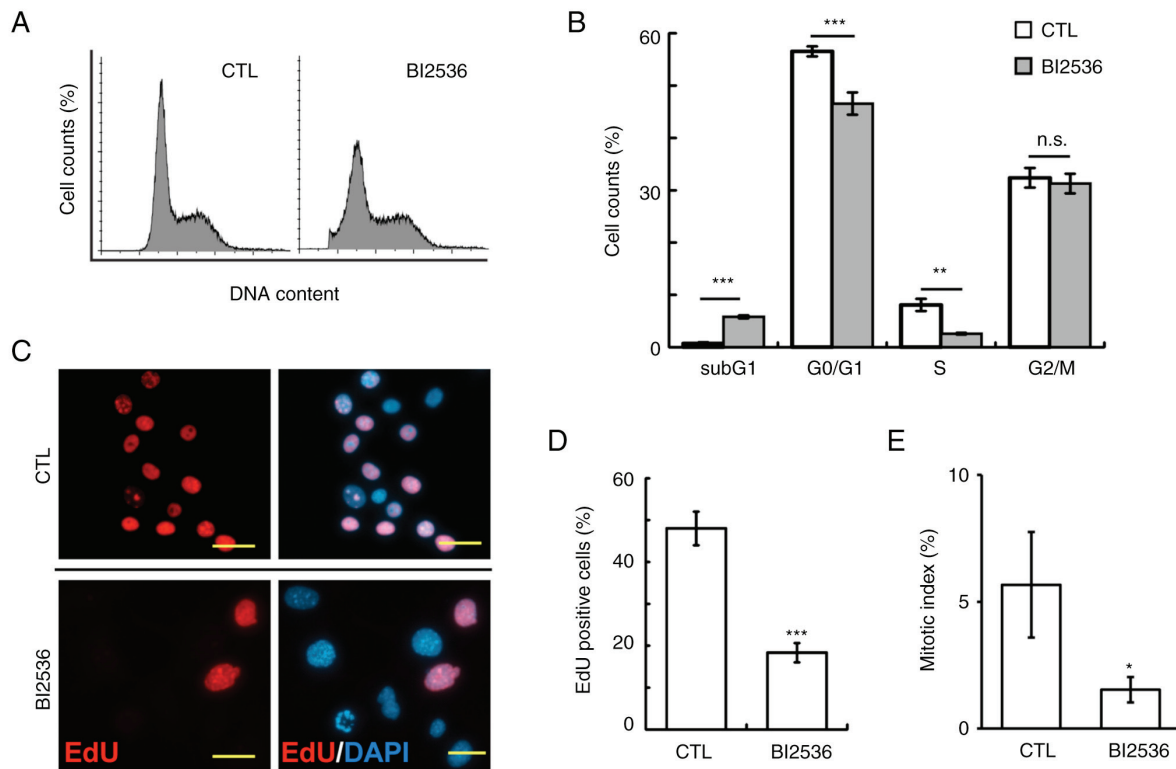 A
CTL
BI2536
Cell counts (%)
DNA content
B
60
30
0
Cell counts (%)
***
***
**
n.s.
CTL
BI2536
subG1
G0/G1
S
G2/M
C
CTL
BI2536
EdU
EdU/DAPI
D
60
40
20
0
EdU positive cells (%)
***
CTL
BI2536
E
10
5
0
Mitotic index (%)
*
CTL
BI2536